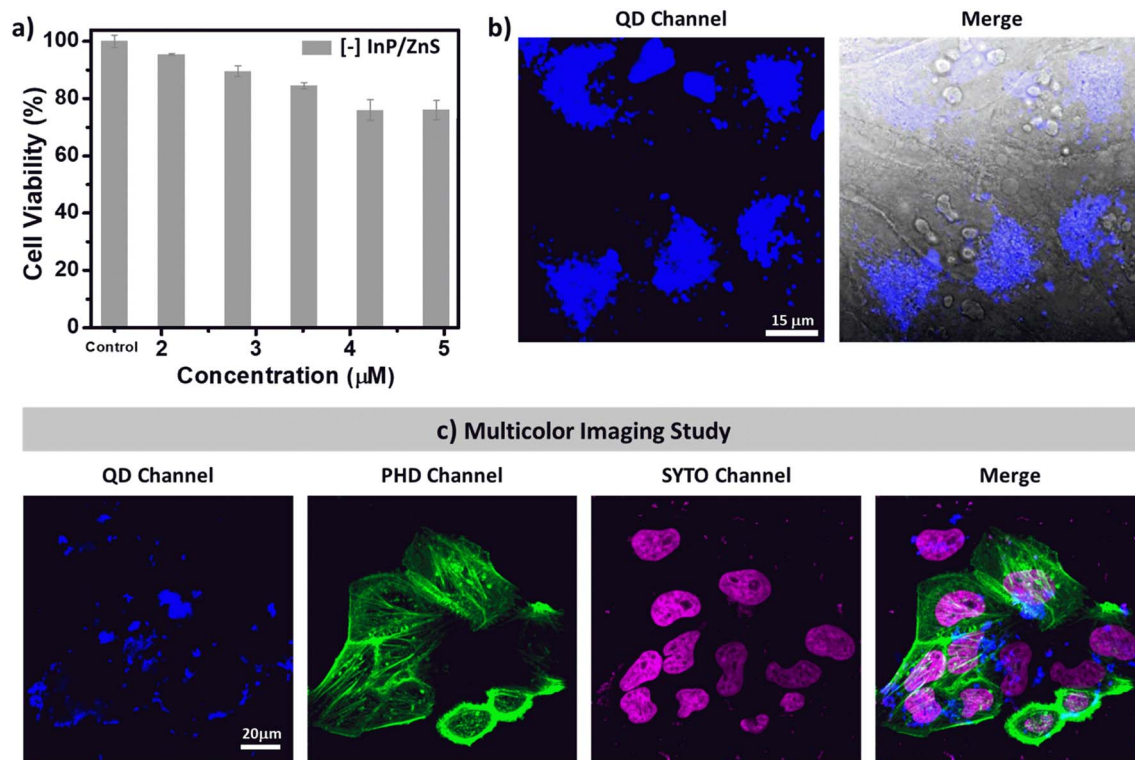 a)
[-] InP/ZnS
Cell Viability (%)
100
80
60
40
20
0
Control 2 3 4 5
Concentration (μM)
b)
QD Channel Merge
15 μm
c) Multicolor Imaging Study
QD Channel PHD Channel SYTO Channel Merge
20μm